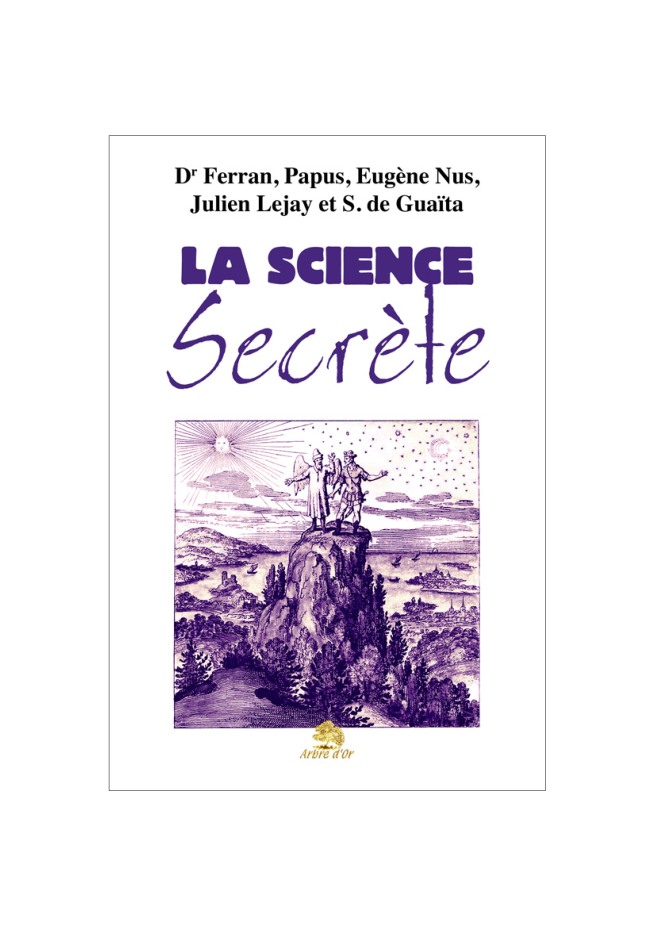 Dr Ferran, Papus, Eugène Nus,
Julien Lejay et S. de Guaïta
LA SCIENCE
Secrète
Arbre d'Or